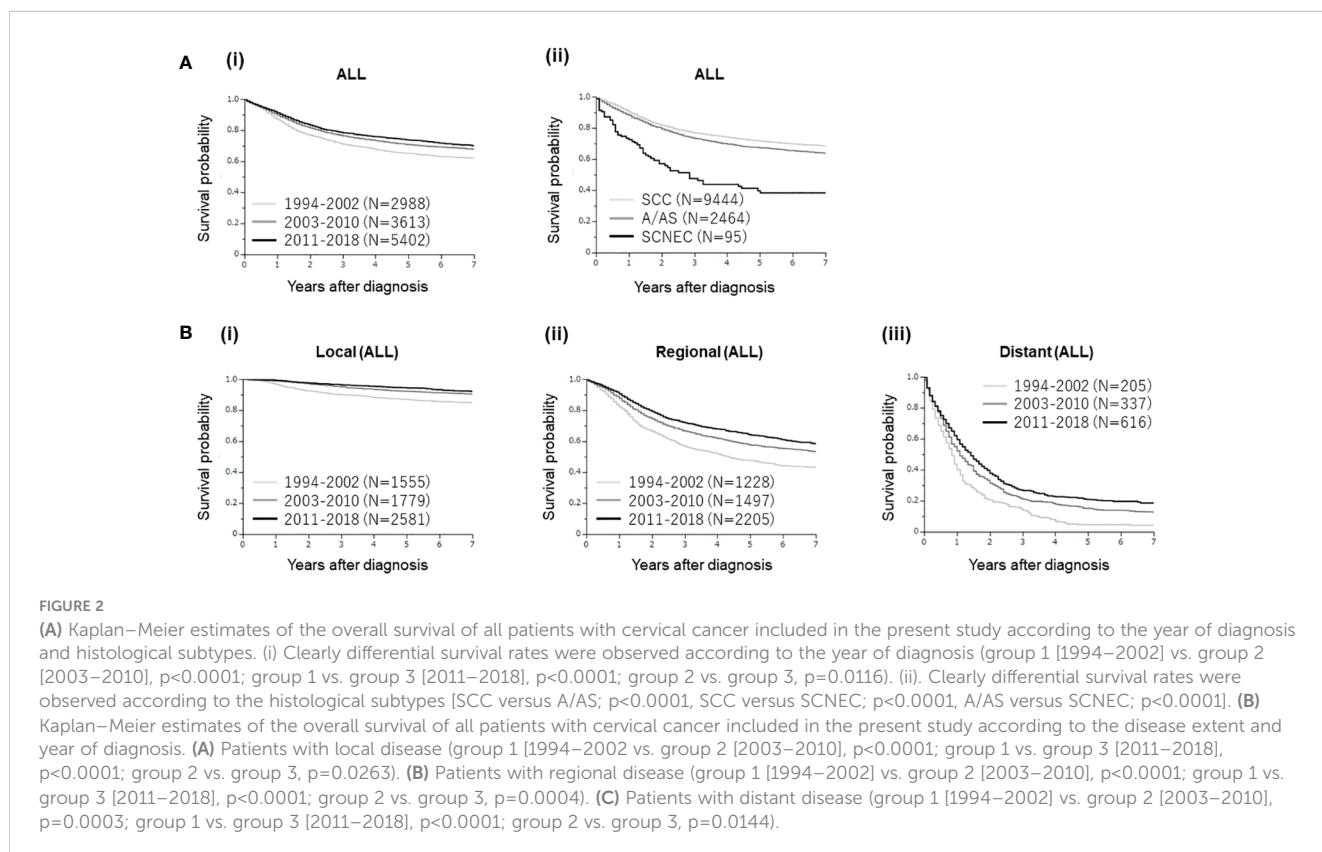 A (i) ALL
Survival probability
1.0
0.8
0.6
0.4
0.2
0
1994-2002 (N=2988)
2003-2010 (N=3613)
2011-2018 (N=5402)
0 1 2 3 4 5 6 7
Years after diagnosis
(ii) ALL
Survival probability
1.0
0.8
0.6
0.4
0.2
0
SCC (N=9444)
A/AS (N=2464)
SCNEC (N=95)
0 1 2 3 4 5 6 7
Years after diagnosis
B (i) Local (ALL)
Survival probability
1.0
0.8
0.6
0.4
0.2
0
1994-2002 (N=1555)
2003-2010 (N=1779)
2011-2018 (N=2581)
0 1 2 3 4 5 6 7
Years after diagnosis
(ii) Regional (ALL)
Survival probability
1.0
0.8
0.6
0.4
0.2
0
1994-2002 (N=1228)
2003-2010 (N=1497)
2011-2018 (N=2205)
0 1 2 3 4 5 6 7
Years after diagnosis
(iii) Distant (ALL)
Survival probability
1.0
0.8
0.6
0.4
0.2
0
1994-2002 (N=205)
2003-2010 (N=337)
2011-2018 (N=616)
0 1 2 3 4 5 6 7
Years after diagnosis
FIGURE 2
(A) Kaplan–Meier estimates of the overall survival of all patients with cervical cancer included in the present study according to the year of diagnosis
and histological subtypes. (i) Clearly differential survival rates were observed according to the year of diagnosis (group 1 [1994–2002] vs. group 2
[2003–2010], p<0.0001; group 1 vs. group 3 [2011–2018], p<0.0001; group 2 vs. group 3, p=0.0116). (ii). Clearly differential survival rates were
observed according to the histological subtypes [SCC versus A/AS; p<0.0001, SCC versus SCNEC; p<0.0001, A/AS versus SCNEC; p<0.0001]. (B)
Kaplan–Meier estimates of the overall survival of all patients with cervical cancer included in the present study according to the disease extent and
year of diagnosis. (A) Patients with local disease (group 1 [1994–2002 vs. group 2 [2003–2010], p<0.0001; group 1 vs. group 3 [2011–2018],
p<0.0001; group 2 vs. group 3, p=0.0263). (B) Patients with regional disease (group 1 [1994–2002] vs. group 2 [2003–2010], p<0.0001; group 1 vs.
group 3 [2011–2018], p<0.0001; group 2 vs. group 3, p=0.0004). (C) Patients with distant disease (group 1 [1994–2002] vs. group 2 [2003–2010],
p=0.0003; group 1 vs. group 3 [2011–2018], p<0.0001; group 2 vs. group 3, p=0.0144).